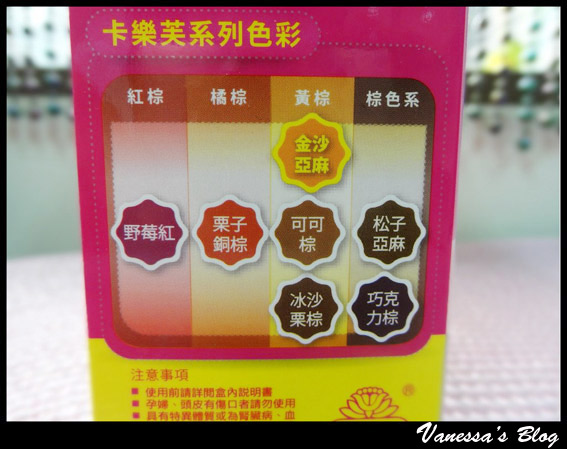 卡樂芙系列色彩
紅棕 橘棕 黃棕 棕色系
金沙
亞麻
野莓紅
栗子
銅棕
可可
棕
松子
亞麻
冰沙
栗棕
巧克
力棕
注意事項
■ 使用前請詳閱盒內說明書
■ 孕婦、頭皮有傷口者請勿使用
■ 具有特異體質或為腎臟病、血
®
Vanessa's Blog